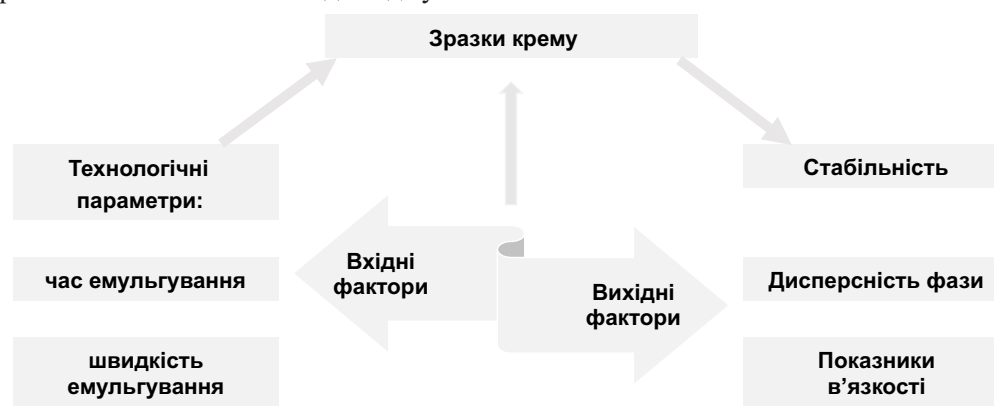 Зразки крему
Технологічні
параметри:
час емульгування
швидкість
емульгування
Вхідні
фактори
Вихідні
фактори
Стабільність
Дисперсність фази
Показники
в’язкості